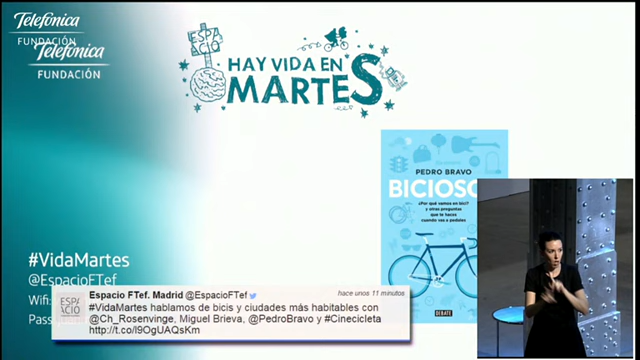 Telefónica
FUNDACIÓN
Telefónica
FUNDACIÓN
ESPACIO
HAY VIDA EN
MARTES
PEDRO BRAVO
BICIOSOS
¿Por qué vamos en bici?
y otras preguntas
que te haces
cuando vas a pedales
DEBATE
#VidaMartes
@EspacioFTef
Wifi:
Pass
Espacio FTef. Madrid @EspacioFTef
hace unos 11 minutos
ESPACIO
#VidaMartes hablamos de bicis y ciudades más habitables con
@Ch_Rosenvinge, Miguel Brieva, @PedroBravo y #Cinecicleta
http://t.co/l9OgUAQsKm